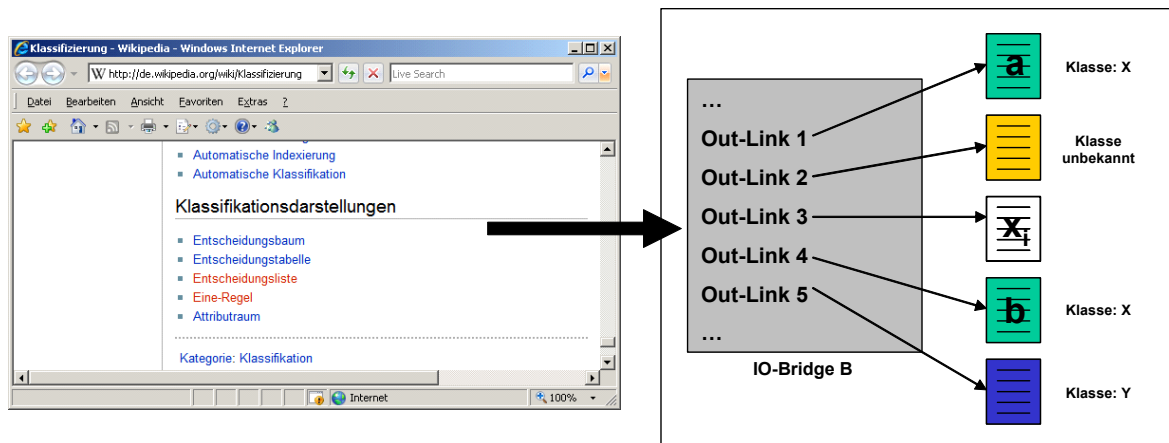 Klassifizierung - Wikipedia - Windows Internet Explorer
W http://de.wikipedia.org/wiki/Klassifizierung
Live Search
Datei Bearbeiten Ansicht Favoriten Extras ?
Automatische Indexierung
Automatische Klassifikation
Klassifikationsdarstellungen
Entscheidungsbaum
Entscheidungstabelle
Entscheidungsliste
Eine-Regel
Attributraum
Kategorie: Klassifikation
Internet
100%
...
Out-Link 1
Out-Link 2
Out-Link 3
Out-Link 4
Out-Link 5
...
IO-Bridge B
a
Klasse: X
Klasse
unbekannt
xi
b
Klasse: X
Klasse: Y